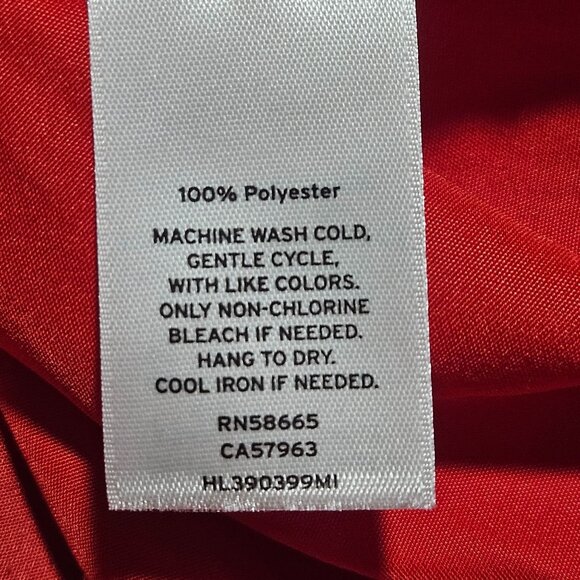 100% Polyester
MACHINE WASH COLD,
GENTLE CYCLE,
WITH LIKE COLORS.
ONLY NON-CHLORINE
BLEACH IF NEEDED.
HANG TO DRY.
COOL IRON IF NEEDED.
RN58665
CA57963
HL390399MI